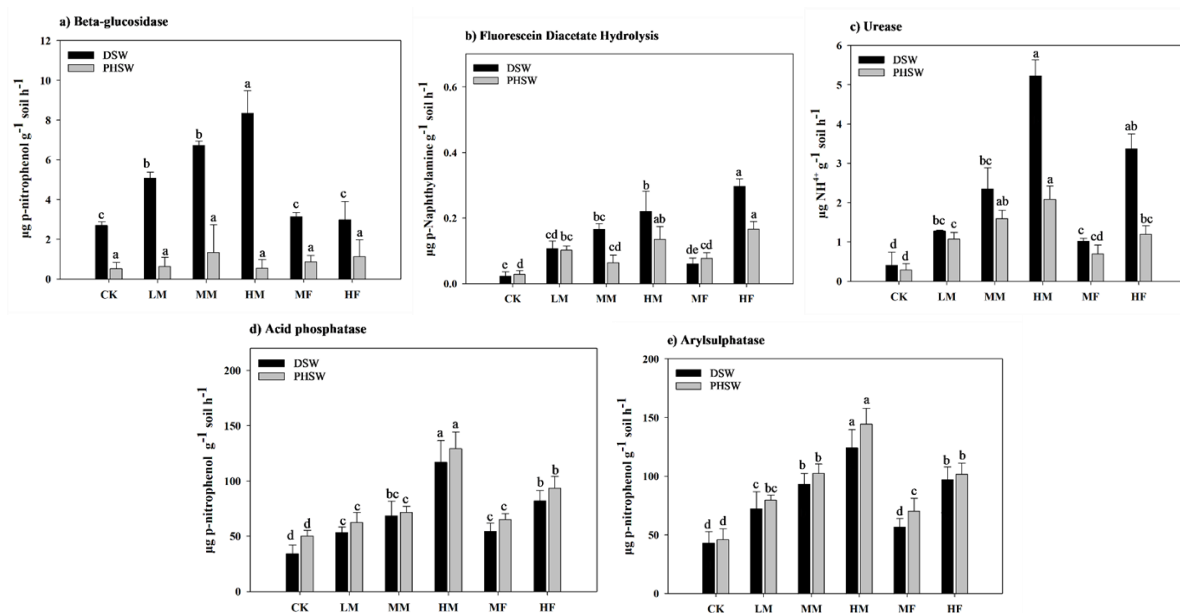 a) Beta-glucosidase
DSW
PHSW
µg p-nitrophenol g⁻¹ soil h⁻¹
12
10
8
6
4
2
0
c a
b a
b a
a a
c a
c a
CK LM MM HM MF HF
b) Fluorescein Diacetate Hydrolysis
DSW
PHSW
µg p-Naphthylamine g⁻¹ soil h⁻¹
0.6
0.4
0.2
0.0
e d
cd bc
bc cd
b ab
de cd
a a
CK LM MM HM MF HF
c) Urease
DSW
PHSW
µg NH⁴⁺ g⁻¹ soil h⁻¹
6
5
4
3
2
1
0
d d
bc c
bc ab
a a
c cd
ab bc
CK LM MM HM MF HF
d) Acid phosphatase
DSW
PHSW
µg p-nitrophenol g⁻¹ soil h⁻¹
200
150
100
50
0
d d
c c
bc c
a a
c c
b b
CK LM MM HM MF HF
e) Arylsulphatase
DSW
PHSW
µg p-nitrophenol g⁻¹ soil h⁻¹
200
150
100
50
0
d d
c bc
b b
a a
d c
b b
CK LM MM HM MF HF